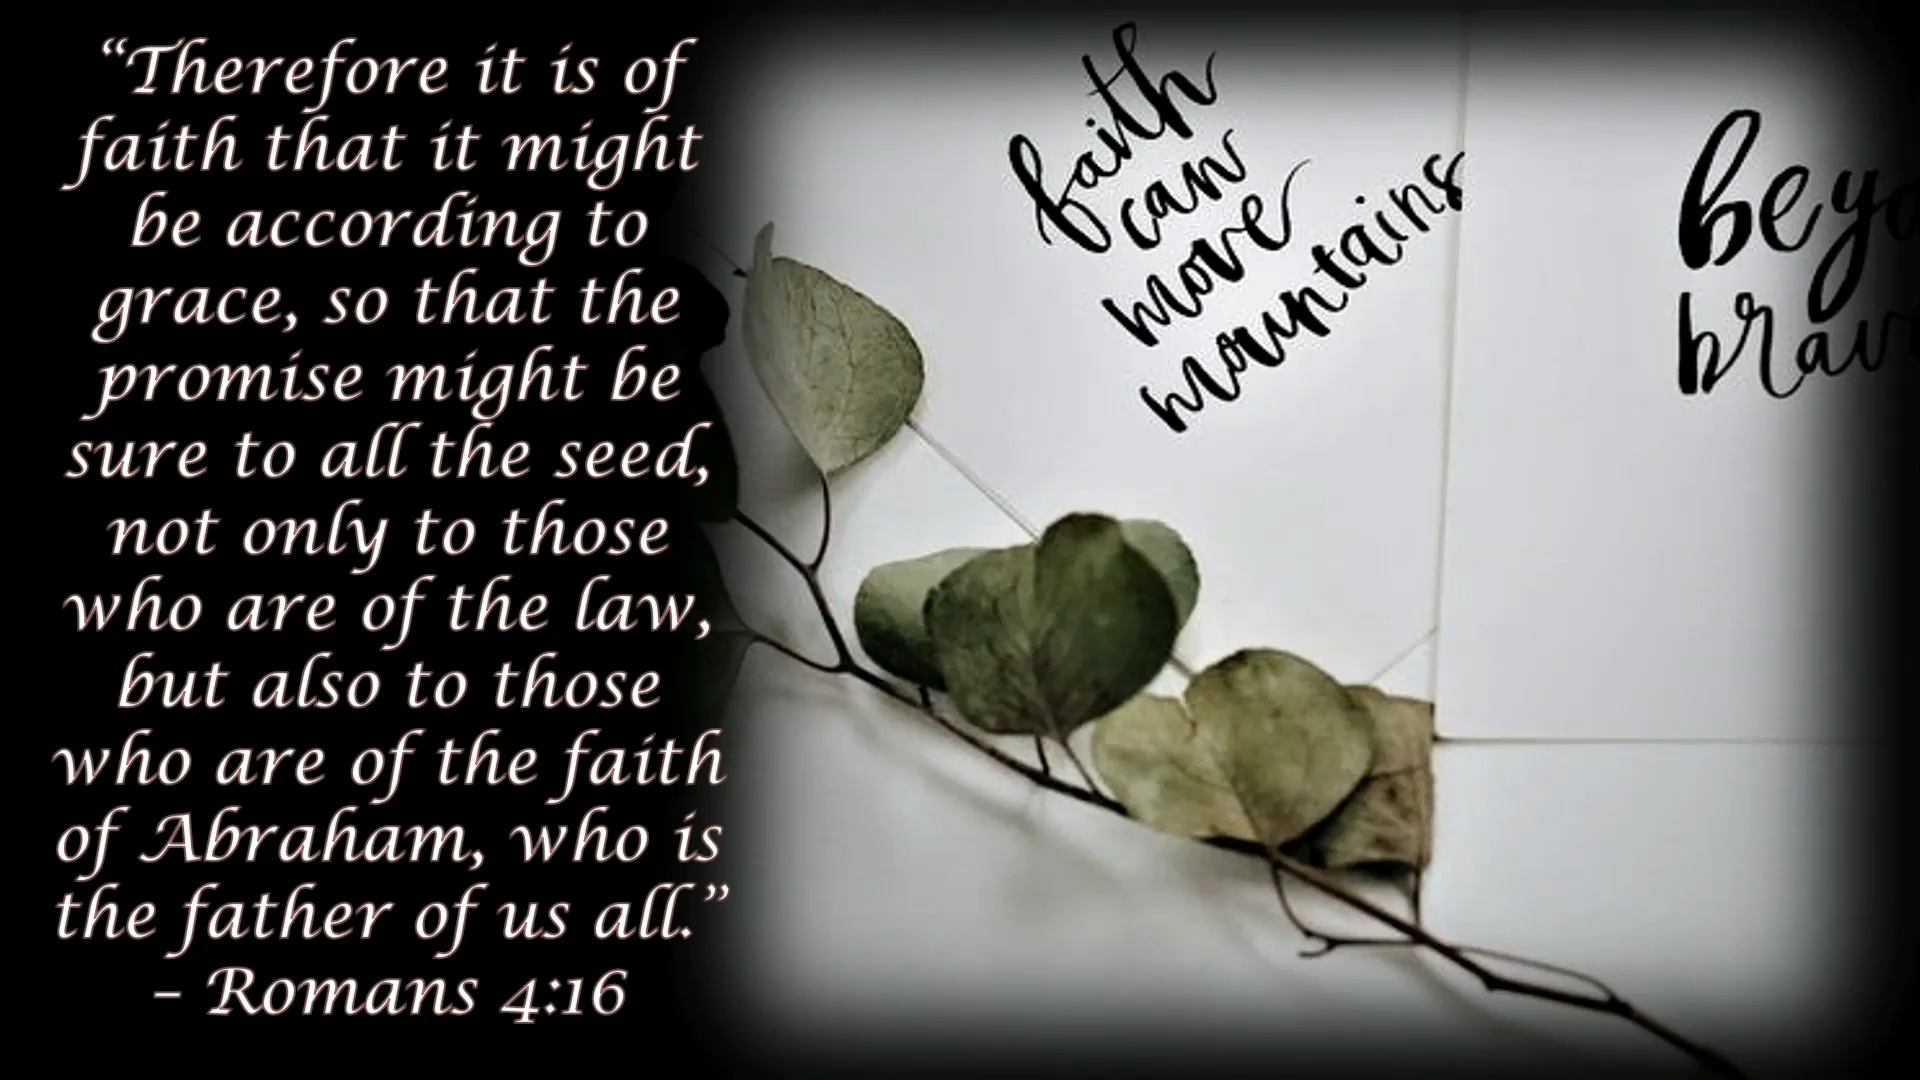 “Therefore it is of
faith that it might
be according to
grace, so that the
promise might be
sure to all the seed,
not only to those
who are of the law,
but also to those
who are of the faith
of Abraham, who is
the father of us all.”
– Romans 4:16
faith
can
move
mountains